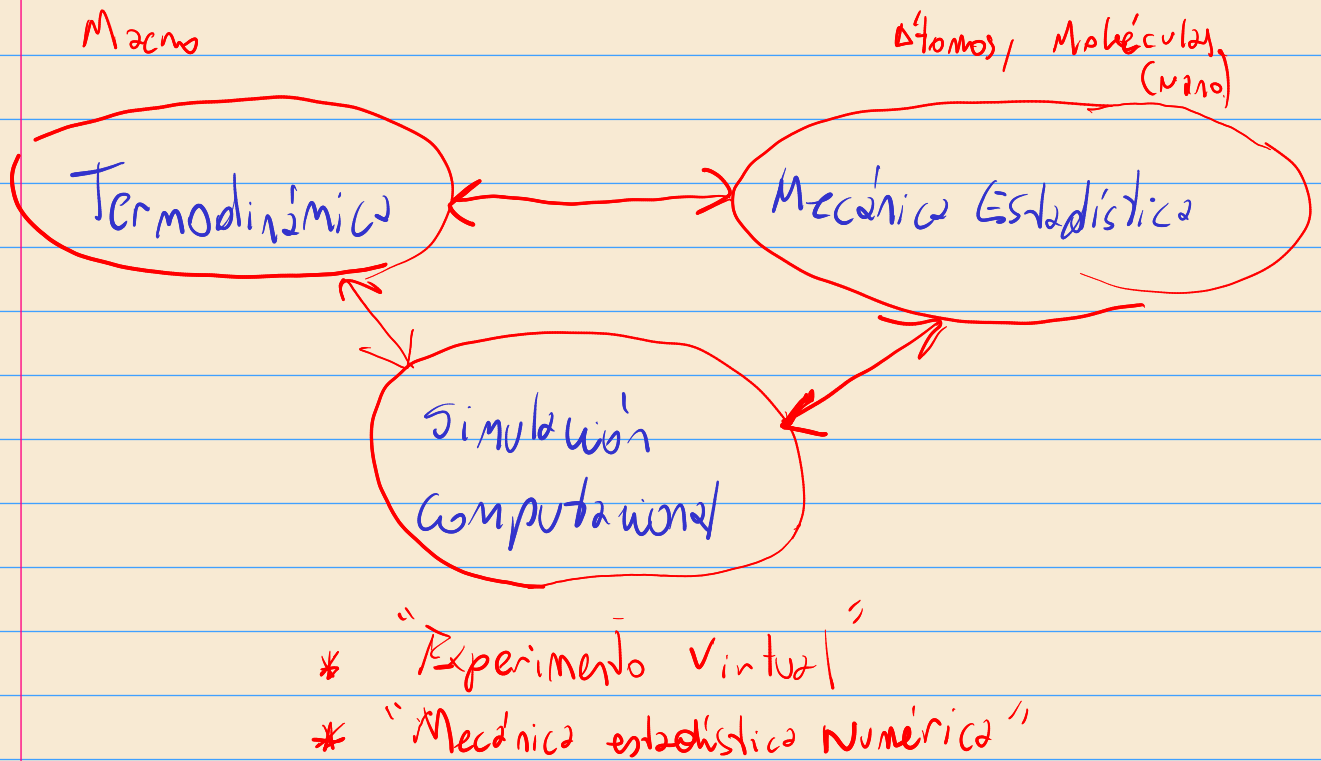 Macro
Átomos, Moléculas,
(Nano)
Termodinámica
Mecánica Estadística
Simulación
Computacional
* "Experimento Virtual"
* "Mecánica estadística Numérica"